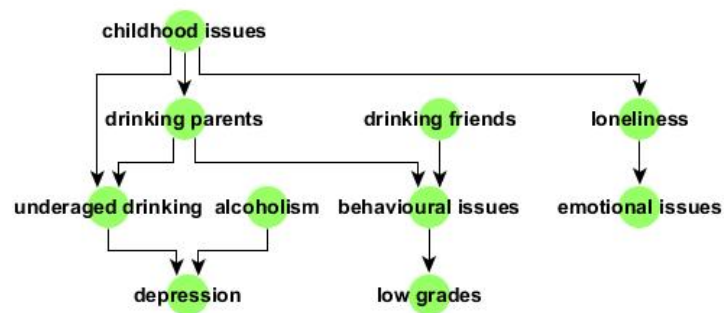 childhood issues
drinking parents
drinking friends
loneliness
underaged drinking
alcoholism
behavioural issues
emotional issues
depression
low grades